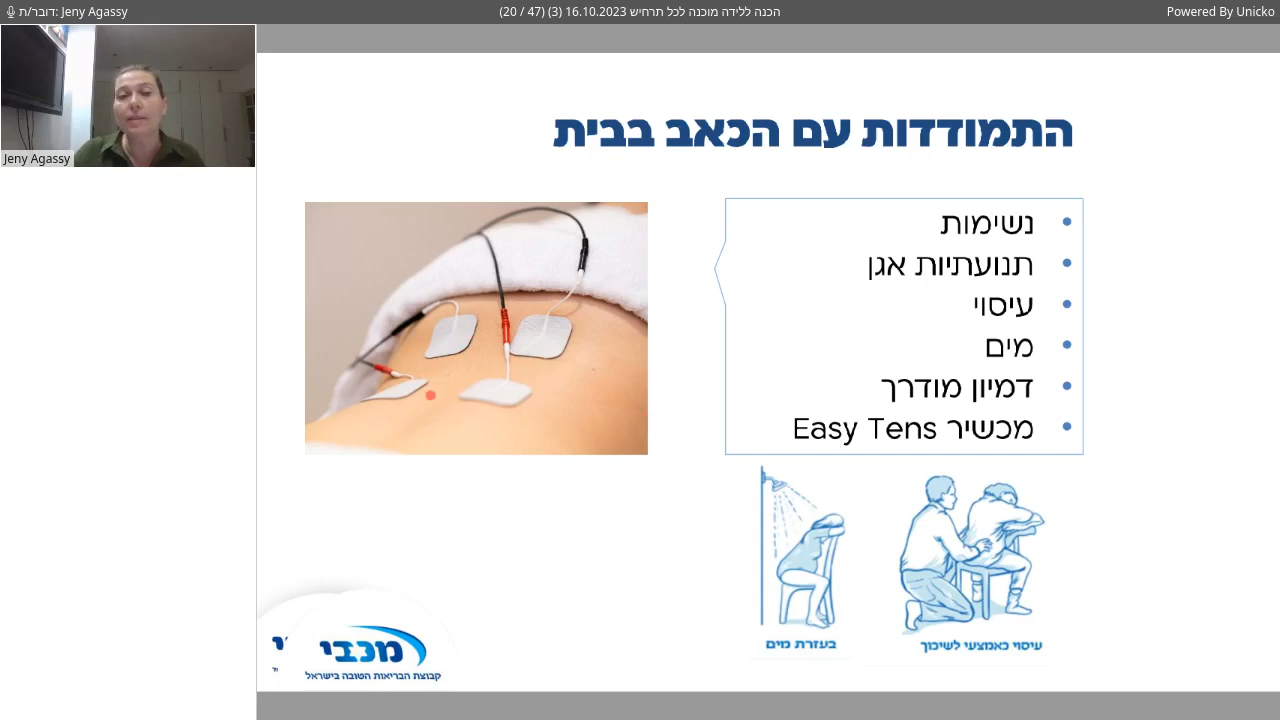 דובר/ת: Jeny Agassy
הכנה ללידה מוכנה לכל תרחיש 16.10.2023 (3) (47 / 20)
Powered By Unicko
Jeny Agassy
התמודדות עם הכאב בבית
• נשימות
• תנועתיות אגן
• עיסוי
• מים
• דמיון מודרך
• מכשיר Easy Tens
עיסוי כאמצעי לשיכוך
בעזרת מים
מכבי
קבוצת הבריאות הטובה בישראל